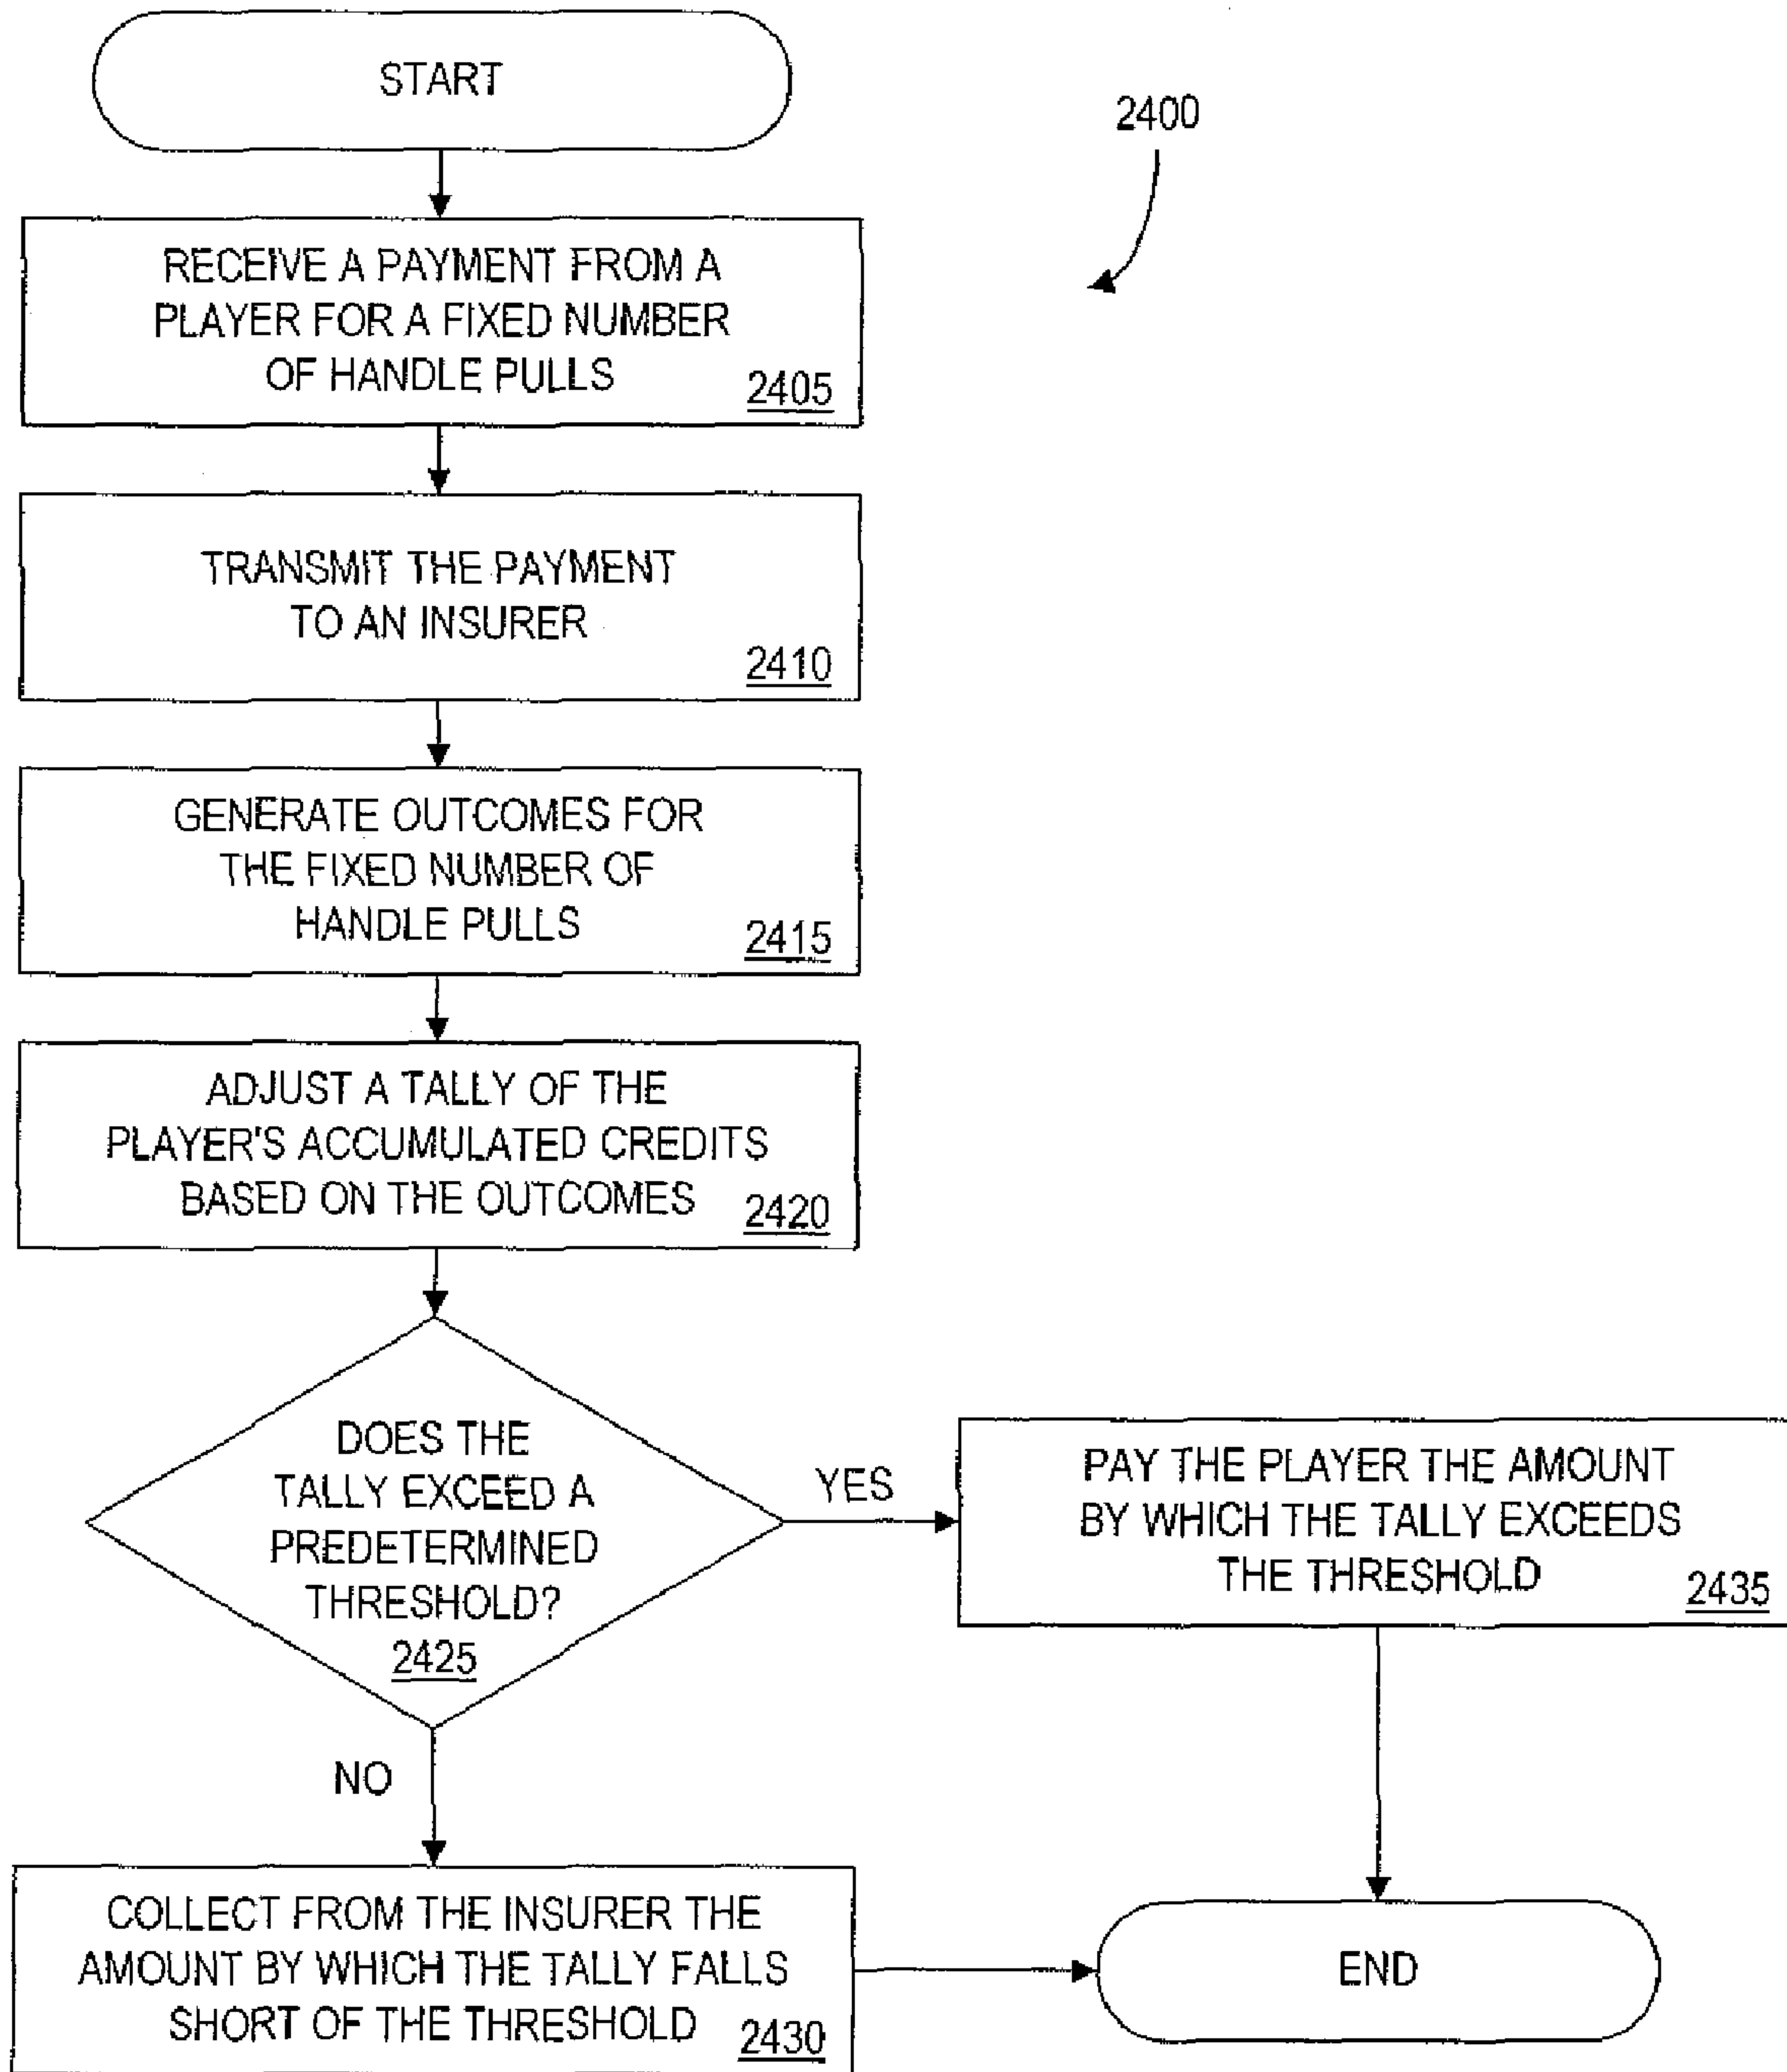 START
2400
RECEIVE A PAYMENT FROM A
PLAYER FOR A FIXED NUMBER
OF HANDLE PULLS
2405
TRANSMIT THE PAYMENT
TO AN INSURER
2410
GENERATE OUTCOMES FOR
THE FIXED NUMBER OF
HANDLE PULLS
2415
ADJUST A TALLY OF THE
PLAYER'S ACCUMULATED CREDITS
BASED ON THE OUTCOMES
2420
DOES THE
TALLY EXCEED A
PREDETERMINED
THRESHOLD?
2425
YES
PAY THE PLAYER THE AMOUNT
BY WHICH THE TALLY EXCEEDS
THE THRESHOLD
2435
NO
COLLECT FROM THE INSURER THE
AMOUNT BY WHICH THE TALLY FALLS
SHORT OF THE THRESHOLD
2430
END